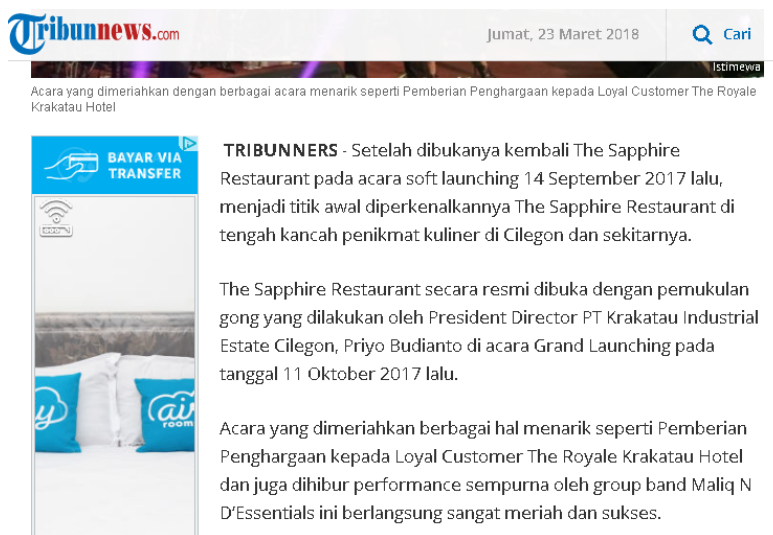 Tribunnews.com
Jumat, 23 Maret 2018
Cari
Istimewa
Acara yang dimeriahkan dengan berbagai acara menarik seperti Pemberian Penghargaan kepada Loyal Customer The Royale
Krakatau Hotel
BAYAR VIA
TRANSFER
TRIBUNNERS - Setelah dibukanya kembali The Sapphire
Restaurant pada acara soft launching 14 September 2017 lalu,
menjadi titik awal diperkenalkannya The Sapphire Restaurant di
tengah kancah penikmat kuliner di Cilegon dan sekitarnya.
The Sapphire Restaurant secara resmi dibuka dengan pemukulan
gong yang dilakukan oleh President Director PT Krakatau Industrial
Estate Cilegon, Priyo Budianto di acara Grand Launching pada
tanggal 11 Oktober 2017 lalu.
Acara yang dimeriahkan berbagai hal menarik seperti Pemberian
Penghargaan kepada Loyal Customer The Royale Krakatau Hotel
dan juga dihibur performance sempurna oleh group band Maliq N
D'Essentials ini berlangsung sangat meriah dan sukses.
y
air
room